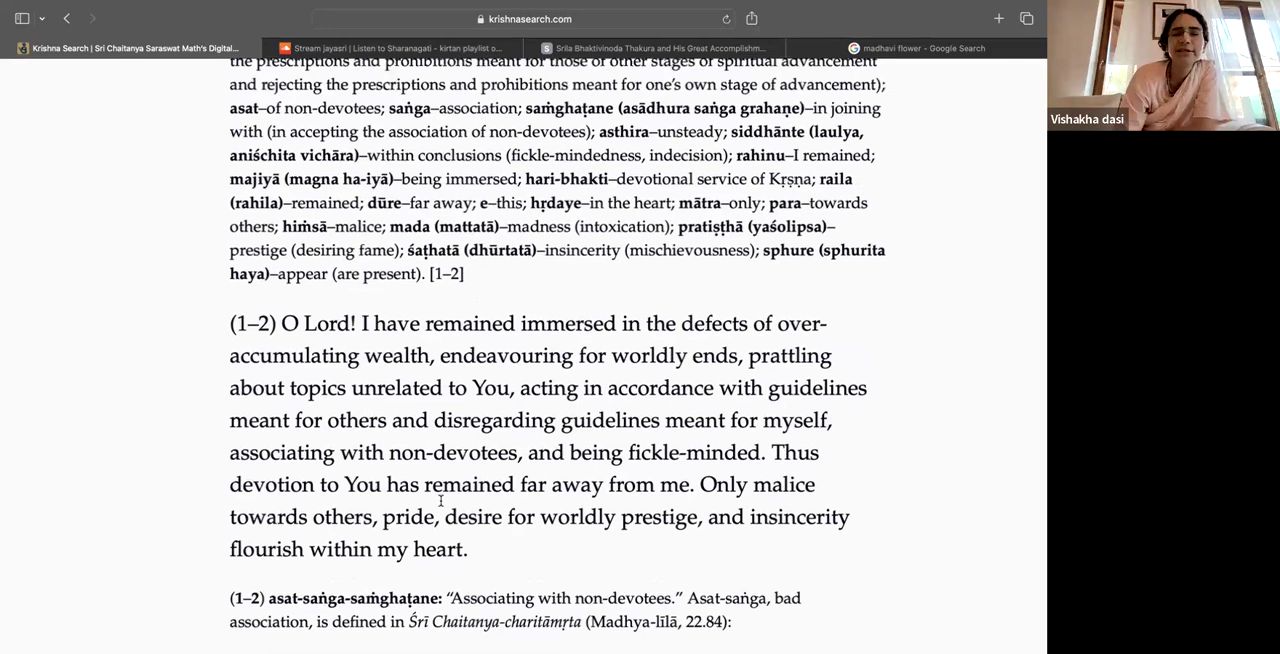 krishnasearch.com
Krishna Search | Sri Chaitanya Saraswat Math's Digital...
Stream jayasri | Listen to Sharanagati - kirtan playlist o...
Srila Bhaktivinoda Thakura and His Great Accomplishm...
madhavi flower - Google Search
the prescriptions and prohibitions meant for those of other stages of spiritual advancement
and rejecting the prescriptions and prohibitions meant for one's own stage of advancement);
asat–of non-devotees; saṅga–association; saṁghaṭane (asādhura saṅga grahaṇe)–in joining
with (in accepting the association of non-devotees); asthira–unsteady; siddhānte (laulya,
aniśchita vichāra)–within conclusions (fickle-mindedness, indecision); rahinu–I remained;
majiyā (magna ha-iyā)–being immersed; hari-bhakti–devotional service of Kṛṣṇa; raila
(rahila)–remained; dūre–far away; e–this; hṛdaye–in the heart; mātra–only; para–towards
others; hiṁsā–malice; mada (mattatā)–madness (intoxication); pratiṣṭhā (yaśolipsa)–
prestige (desiring fame); śaṭhatā (dhūrtatā)–insincerity (mischievousness); sphure (sphurita
haya)–appear (are present). [1–2]
(1–2) O Lord! I have remained immersed in the defects of over-
accumulating wealth, endeavouring for worldly ends, prattling
about topics unrelated to You, acting in accordance with guidelines
meant for others and disregarding guidelines meant for myself,
associating with non-devotees, and being fickle-minded. Thus
devotion to You has remained far away from me. Only malice
towards others, pride, desire for worldly prestige, and insincerity
flourish within my heart.
(1–2) asat-saṅga-saṁghaṭane: “Associating with non-devotees.” Asat-saṅga, bad
association, is defined in Śrī Chaitanya-charitāmṛta (Madhya-līlā, 22.84):
Vishakha dasi